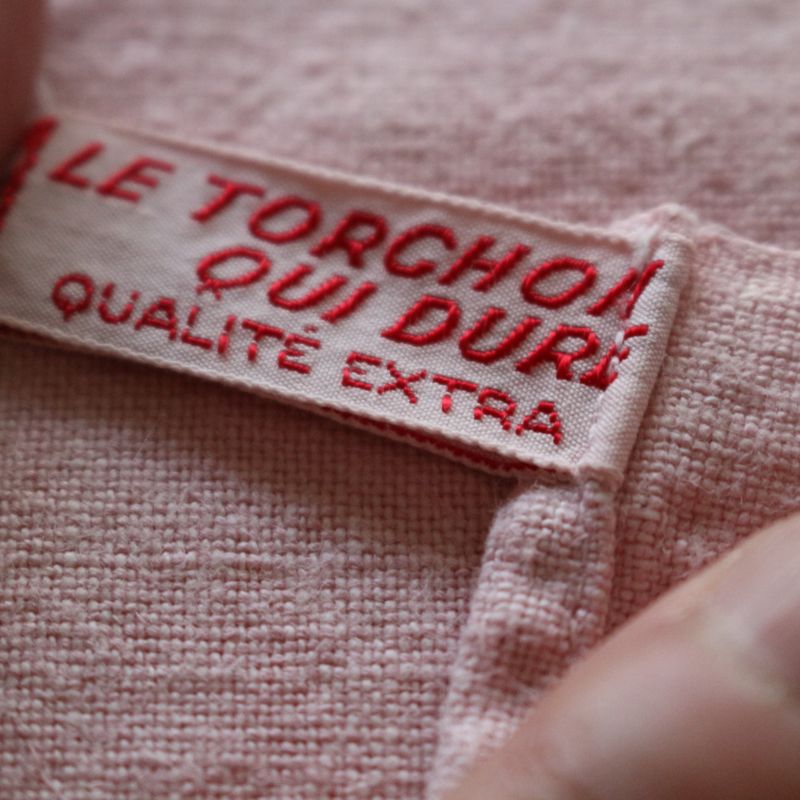 LE TORCHON
QUI DURE
QUALITÉ EXTRA